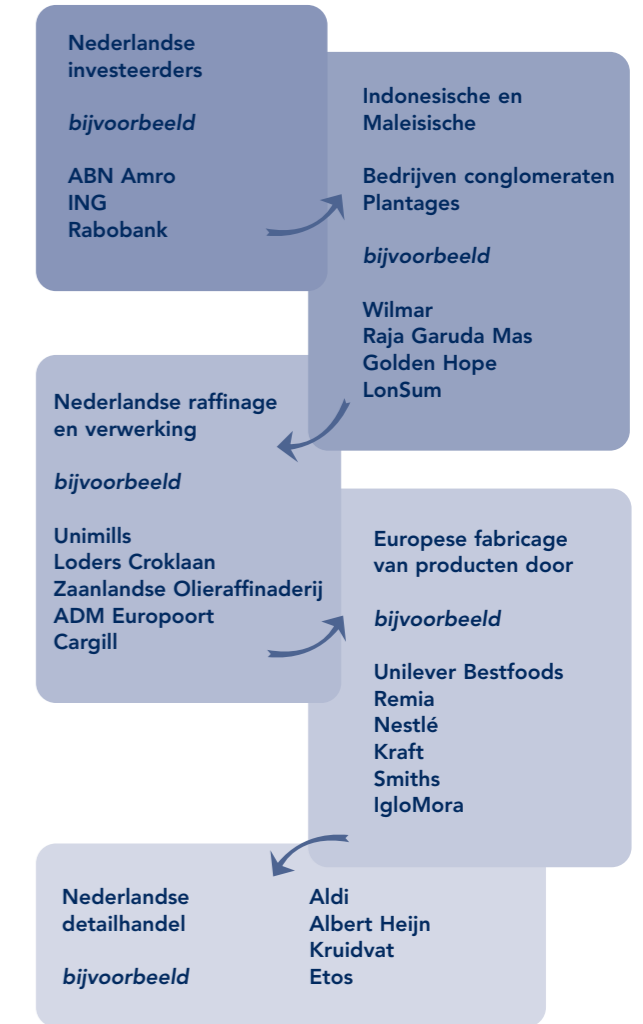 Nederlandse
investeerders
bijvoorbeeld
ABN Amro
ING
Rabobank
Indonesische en
Maleisische
Bedrijven conglomeraten
Plantages
bijvoorbeeld
Wilmar
Raja Garuda Mas
Golden Hope
LonSum
Nederlandse raffinage
en verwerking
bijvoorbeeld
Unimills
Loders Croklaan
Zaanlandse Olieraffinaderij
ADM Europoort
Cargill
Europese fabricage
van producten door
bijvoorbeeld
Unilever Bestfoods
Remia
Nestlé
Kraft
Smiths
IgloMora
Nederlandse
detailhandel
bijvoorbeeld
Aldi
Albert Heijn
Kruidvat
Etos